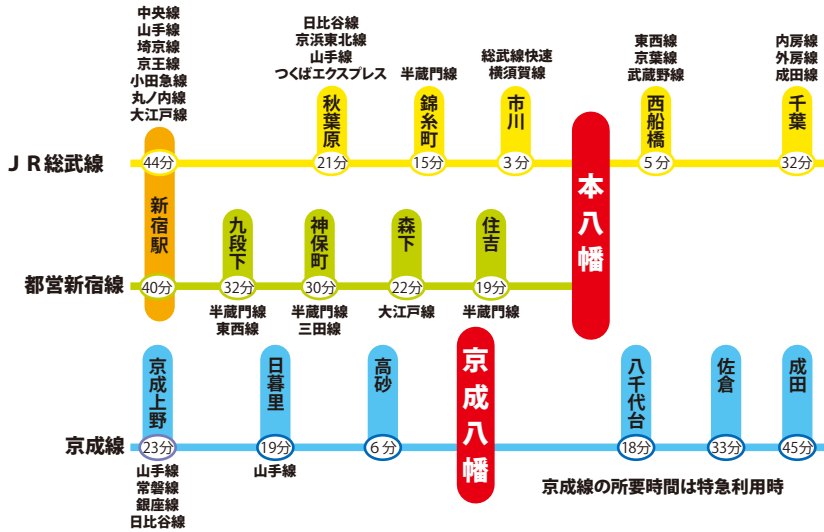 中央線
山手線
埼京線
京王線
小田急線
丸ノ内線
大江戸線
日比谷線
京浜東北線
山手線
つくばエクスプレス
半蔵門線
総武線快速
横須賀線
東西線
京葉線
武蔵野線
内房線
外房線
成田線
ＪＲ総武線
44分
秋葉原
21分
錦糸町
15分
市川
3分
本八幡
西船橋
5分
千葉
32分
新宿駅
都営新宿線
40分
九段下
32分
半蔵門線
東西線
神保町
30分
半蔵門線
三田線
森下
22分
大江戸線
住吉
19分
半蔵門線
京成線
京成上野
23分
山手線
常磐線
銀座線
日比谷線
日暮里
19分
山手線
高砂
6分
京成八幡
八千代台
18分
佐倉
33分
成田
45分
京成線の所要時間は特急利用時